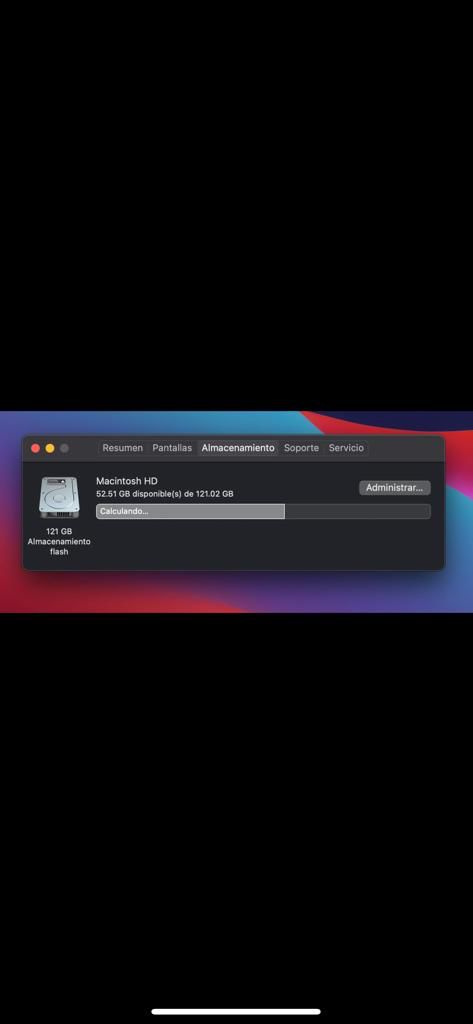 Resumen Pantallas Almacenamiento Soporte Servicio
Macintosh HD
52.51 GB disponible(s) de 121.02 GB
Administrar...
Calculando...
121 GB
Almacenamiento
flash